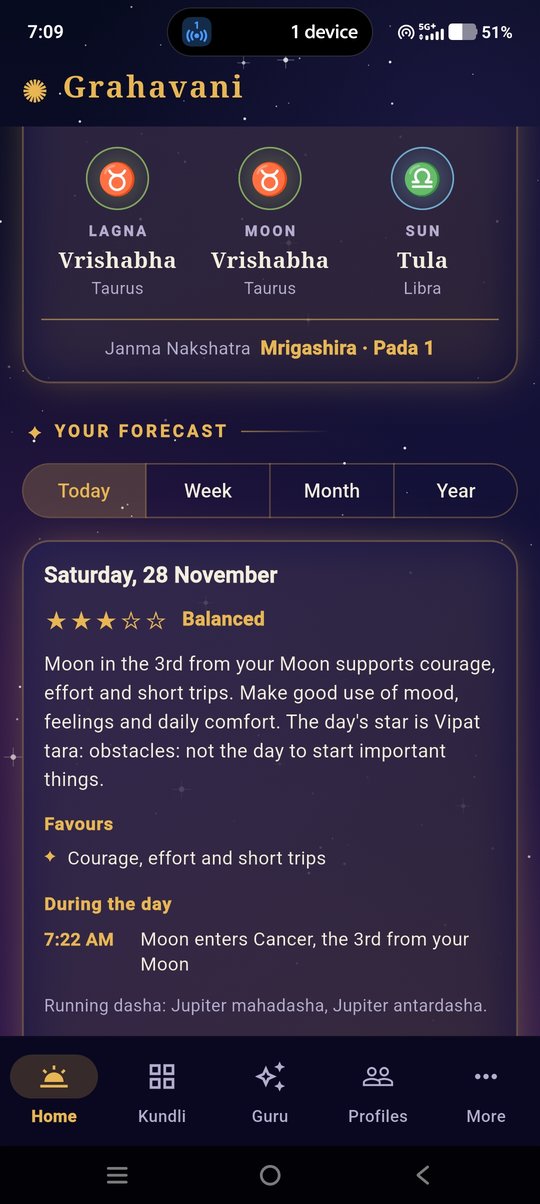 7:09
1
1 device
5G+
51%
Grahavani
LAGNA
MOON
SUN
Vrishabha
Vrishabha
Tula
Taurus
Taurus
Libra
Janma Nakshatra Mrigashira · Pada 1
YOUR FORECAST
Today
Week
Month
Year
Saturday, 28 November
★★★☆☆ Balanced
Moon in the 3rd from your Moon supports courage,
effort and short trips. Make good use of mood,
feelings and daily comfort. The day's star is Vipat
tara: obstacles: not the day to start important
things.
Favours
Courage, effort and short trips
During the day
7:22 AM Moon enters Cancer, the 3rd from your
Moon
Running dasha: Jupiter mahadasha, Jupiter antardasha.
Home
Kundli
Guru
Profiles
More